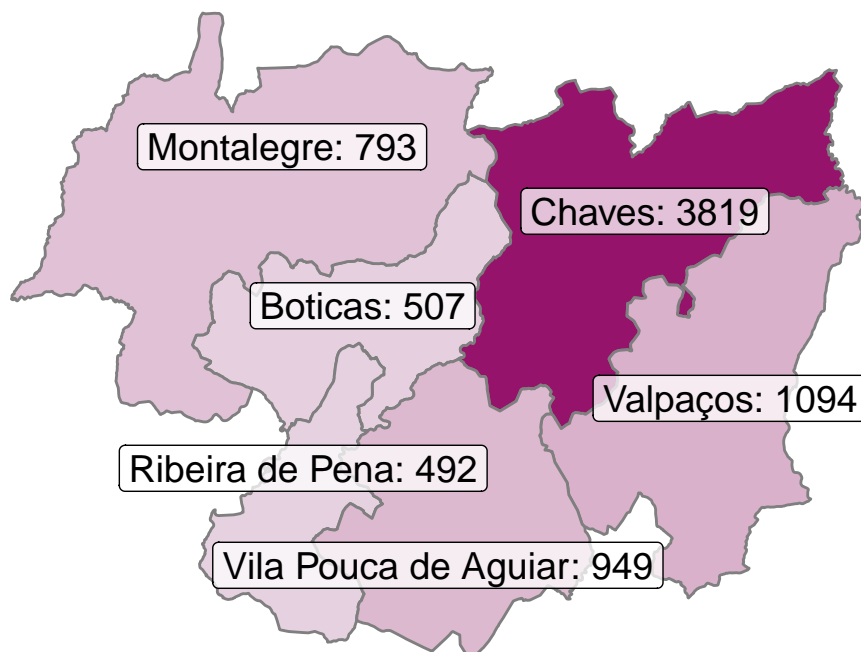 Montalegre: 793
Chaves: 3819
Boticas: 507
Valpaços: 1094
Ribeira de Pena: 492
Vila Pouca de Aguiar: 949